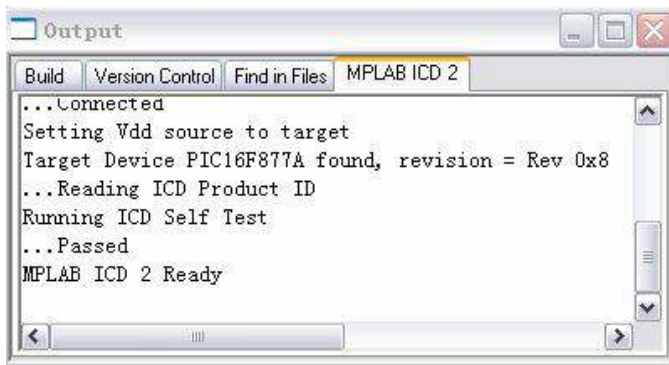 Output
Build Version Control Find in Files MPLAB ICD 2
...Connected
Setting Vdd source to target
Target Device PIC16F877A found, revision = Rev 0x8
...Reading ICD Product ID
Running ICD Self Test
...Passed
MPLAB ICD 2 Ready